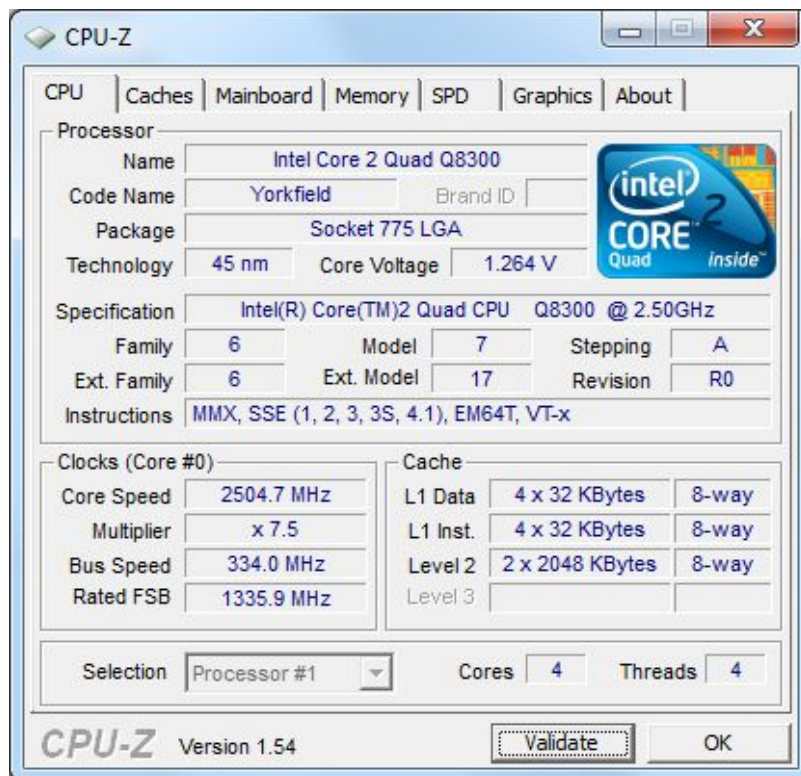 CPU-Z
CPU Caches Mainboard Memory SPD Graphics About
Processor
Name Intel Core 2 Quad Q8300
Code Name Yorkfield Brand ID
Package Socket 775 LGA
Technology 45 nm Core Voltage 1.264 V
intel CORE 2 Quad inside™
Specification Intel(R) Core(TM)2 Quad CPU Q8300 @ 2.50GHz
Family 6 Model 7 Stepping A
Ext. Family 6 Ext. Model 17 Revision R0
Instructions MMX, SSE (1, 2, 3, 3S, 4.1), EM64T, VT-x
Clocks (Core #0)
Core Speed 2504.7 MHz
Multiplier x 7.5
Bus Speed 334.0 MHz
Rated FSB 1335.9 MHz
Cache
L1 Data 4 x 32 KBytes 8-way
L1 Inst. 4 x 32 KBytes 8-way
Level 2 2 x 2048 KBytes 8-way
Level 3
Selection Processor #1 Cores 4 Threads 4
CPU-Z Version 1.54 Validate OK